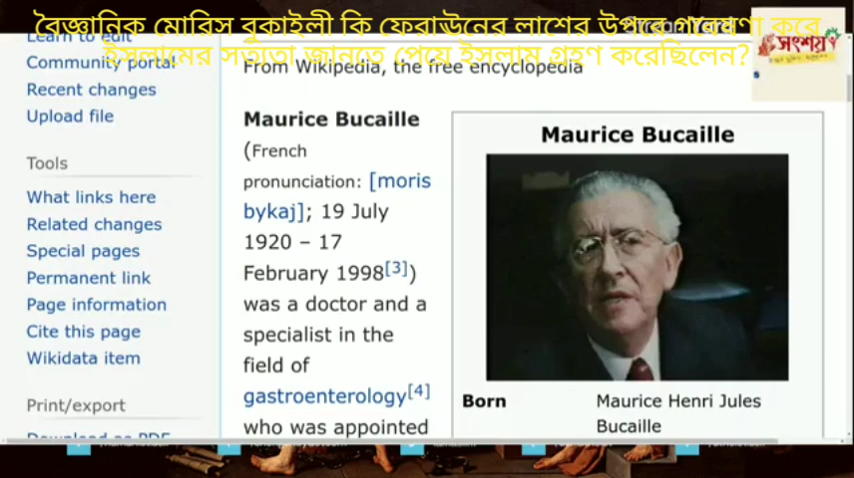 বৈজ্ঞানিক মোরিস বুকাইলী কি ফেরাঊনের লাশের উপরে গবেষণা করে
ইসলামের সত্যতা জানতে পেয়ে ইসলাম গ্রহণ করেছিলেন?
সংশয়
Learn to edit
Community portal
Recent changes
Upload file
Tools
What links here
Related changes
Special pages
Permanent link
Page information
Cite this page
Wikidata item
Print/export
Download as PDF
From Wikipedia, the free encyclopedia
Maurice Bucaille
(French
pronunciation: [moris
bykaj]; 19 July
1920 – 17
February 1998[3])
was a doctor and a
specialist in the
field of
gastroenterology[4]
who was appointed
Maurice Bucaille
Born Maurice Henri Jules
Bucaille